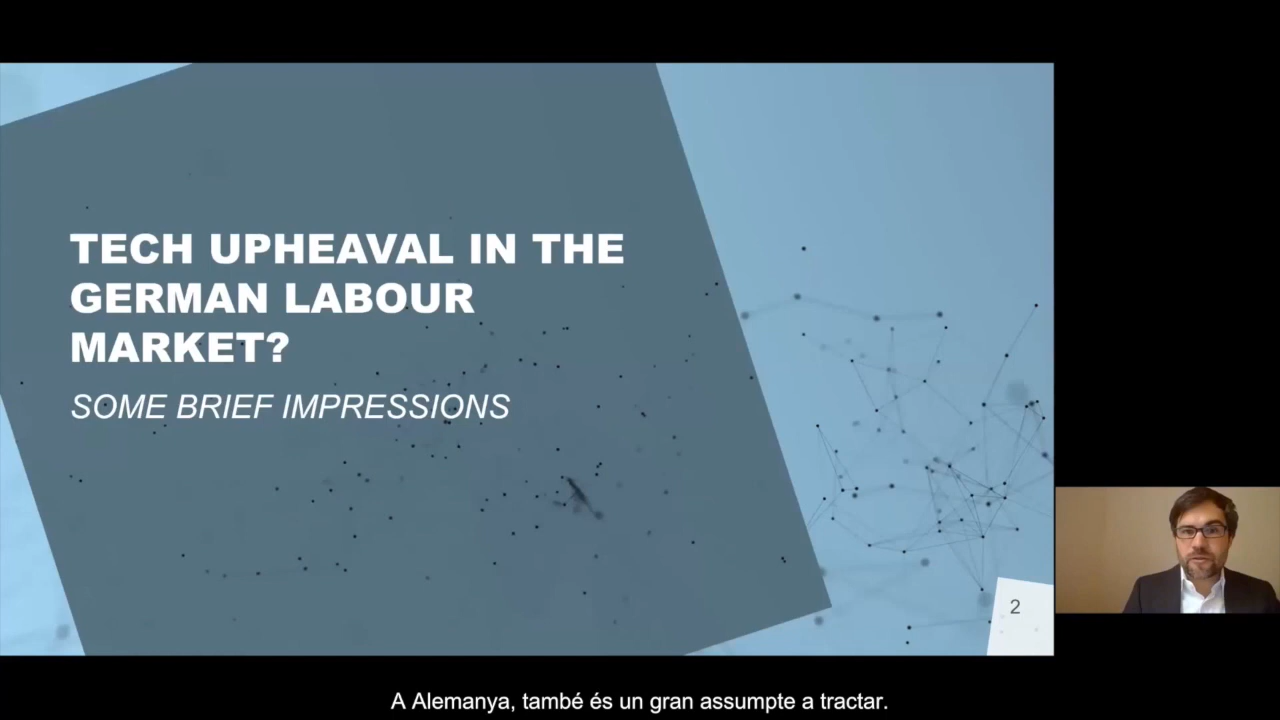 TECH UPHEAVAL IN THE
GERMAN LABOUR
MARKET?
SOME BRIEF IMPRESSIONS
2
A Alemanya, també és un gran assumpte a tractar.